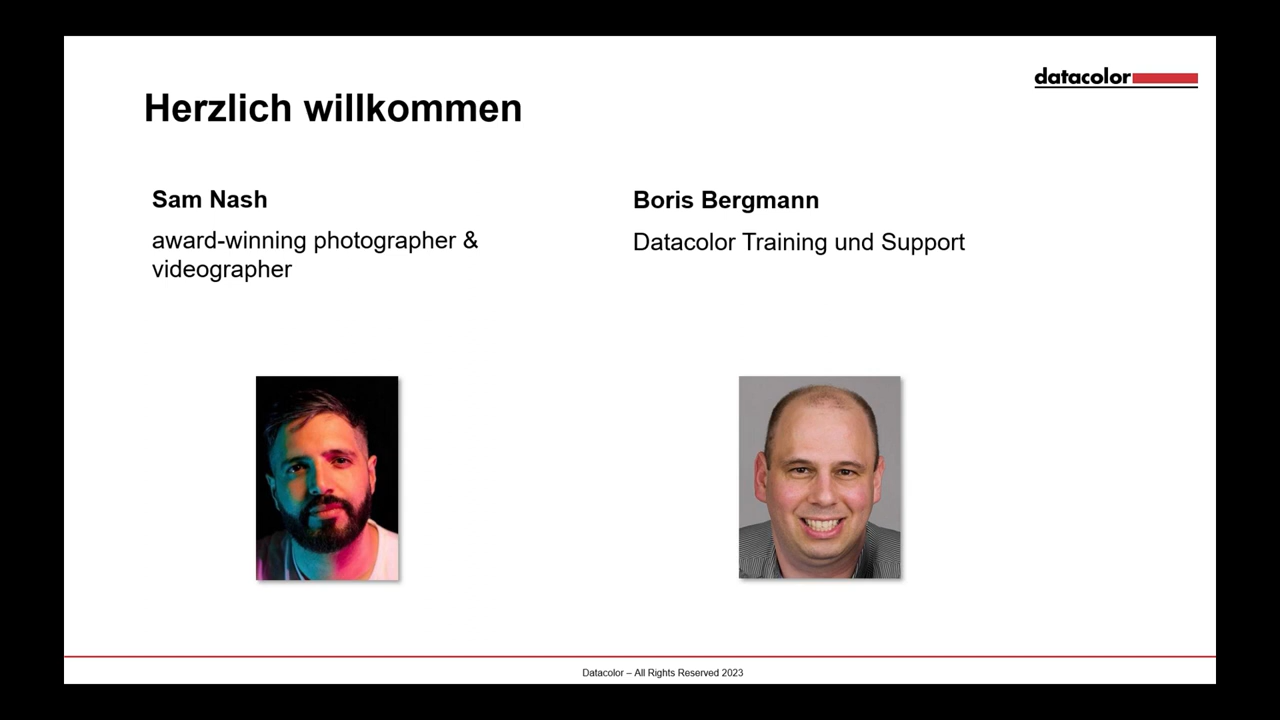 datacolor
Herzlich willkommen
Sam Nash
award-winning photographer &
videographer
Boris Bergmann
Datacolor Training und Support
Datacolor – All Rights Reserved 2023